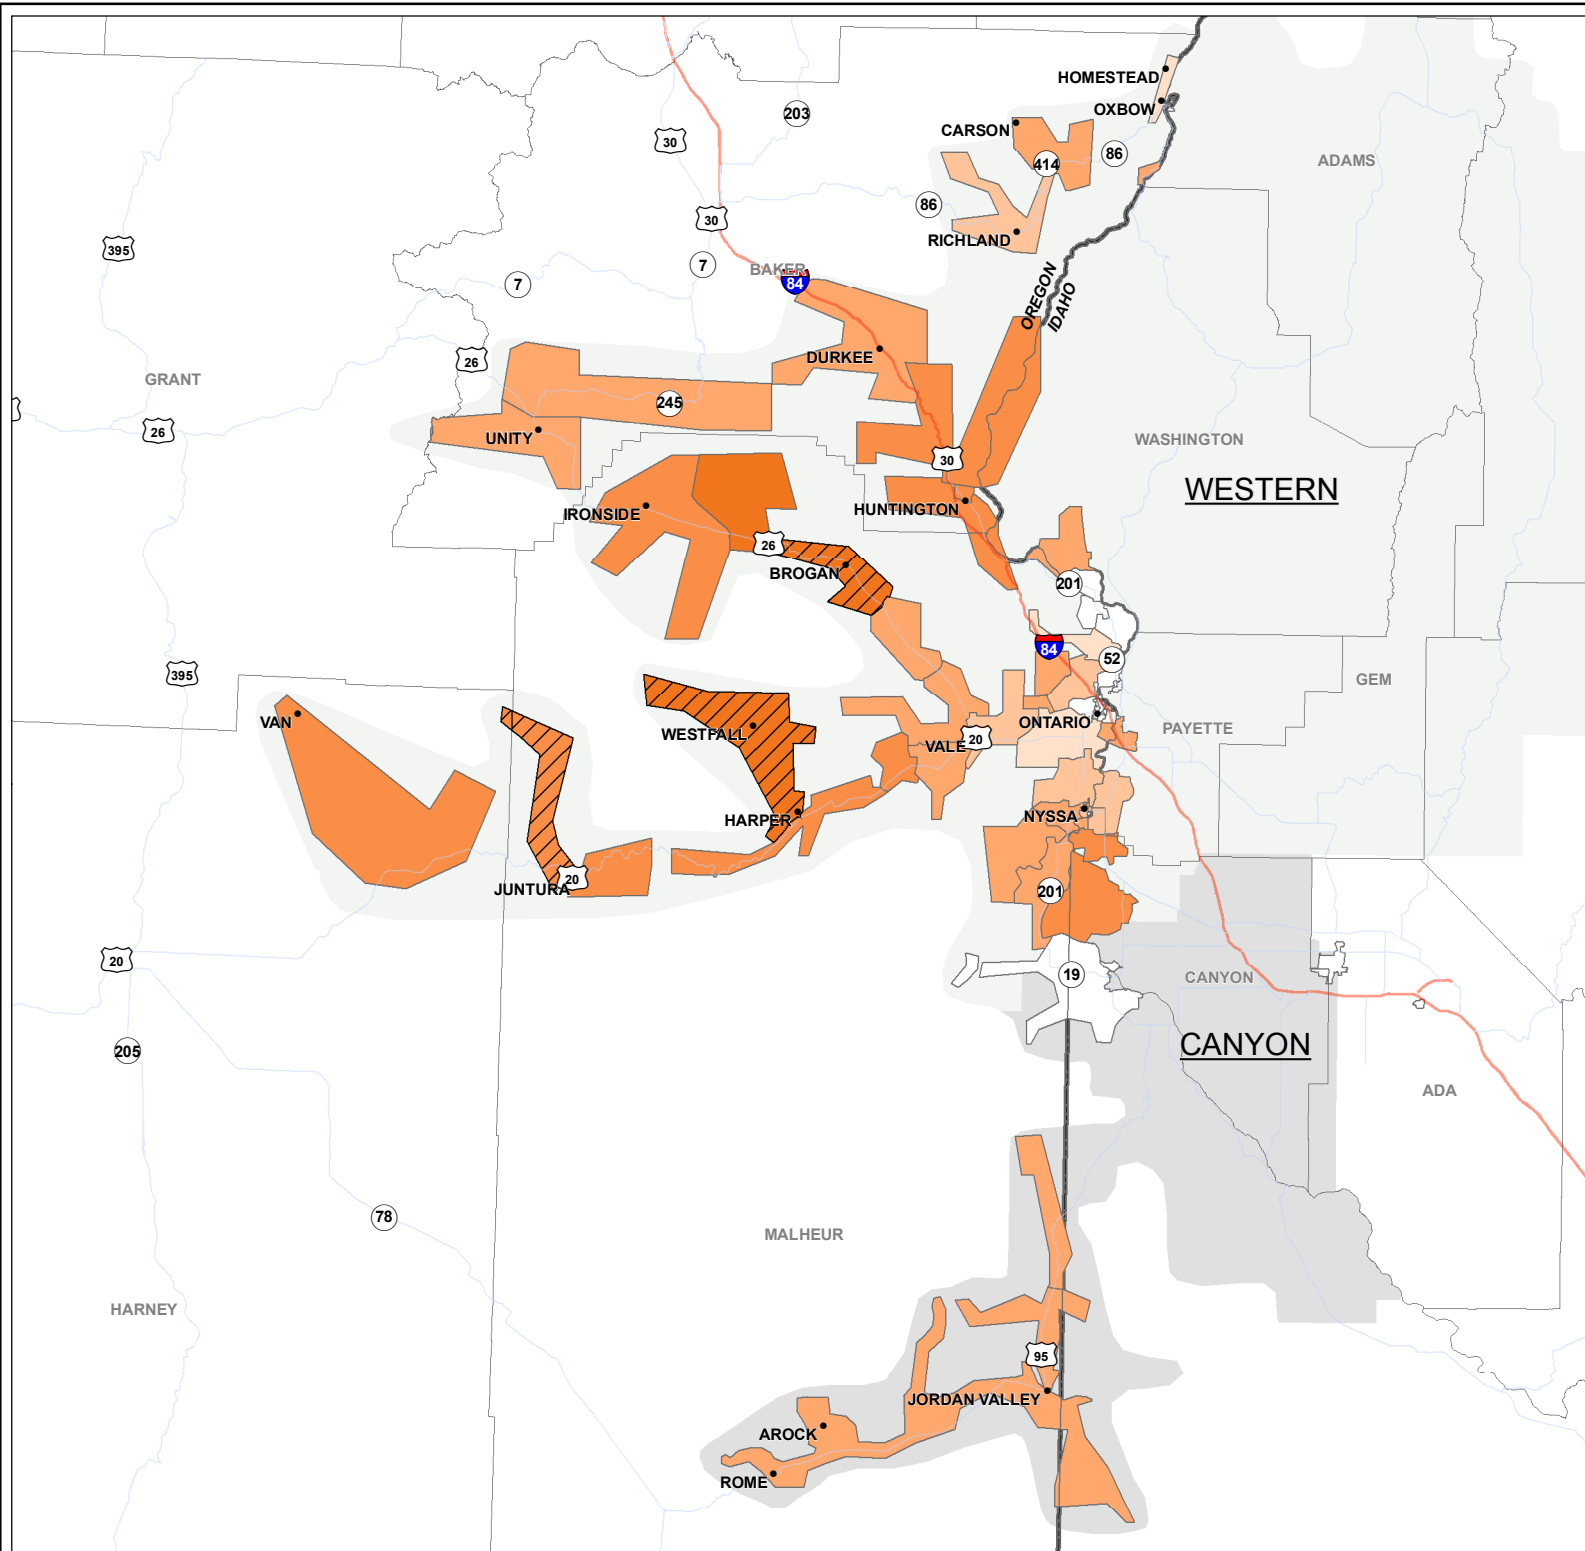 HOMESTEAD
OXBOW
203
CARSON
30
86
414
ADAMS
86
30
RICHLAND
395
7
7
BAKER
84
OREGON
IDAHO
DURKEE
26
GRANT
245
26
UNITY
WASHINGTON
30
WESTERN
IRONSIDE
HUNTINGTON
26
BROGAN
201
84
52
395
GEM
VAN
WESTFALL
ONTARIO
PAYETTE
VALE
20
HARPER
NYSSA
JUNTURA
20
201
20
19
CANYON
CANYON
205
ADA
78
MALHEUR
HARNEY
95
JORDAN VALLEY
AROCK
ROME